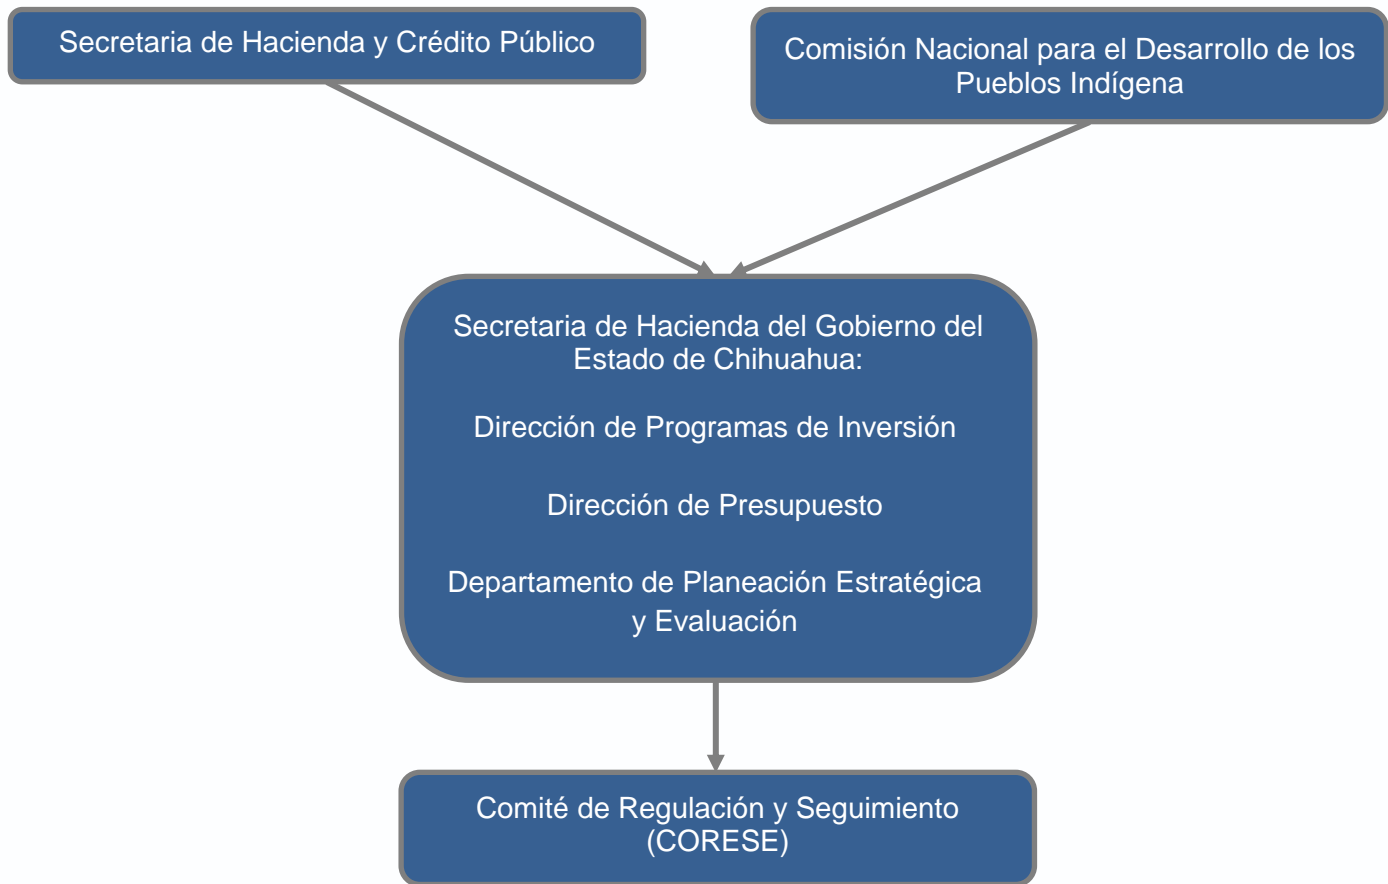 Secretaria de Hacienda y Crédito Público
Comisión Nacional para el Desarrollo de los
Pueblos Indígena
Secretaria de Hacienda del Gobierno del
Estado de Chihuahua:
Dirección de Programas de Inversión
Dirección de Presupuesto
Departamento de Planeación Estratégica
y Evaluación
Comité de Regulación y Seguimiento
(CORESE)